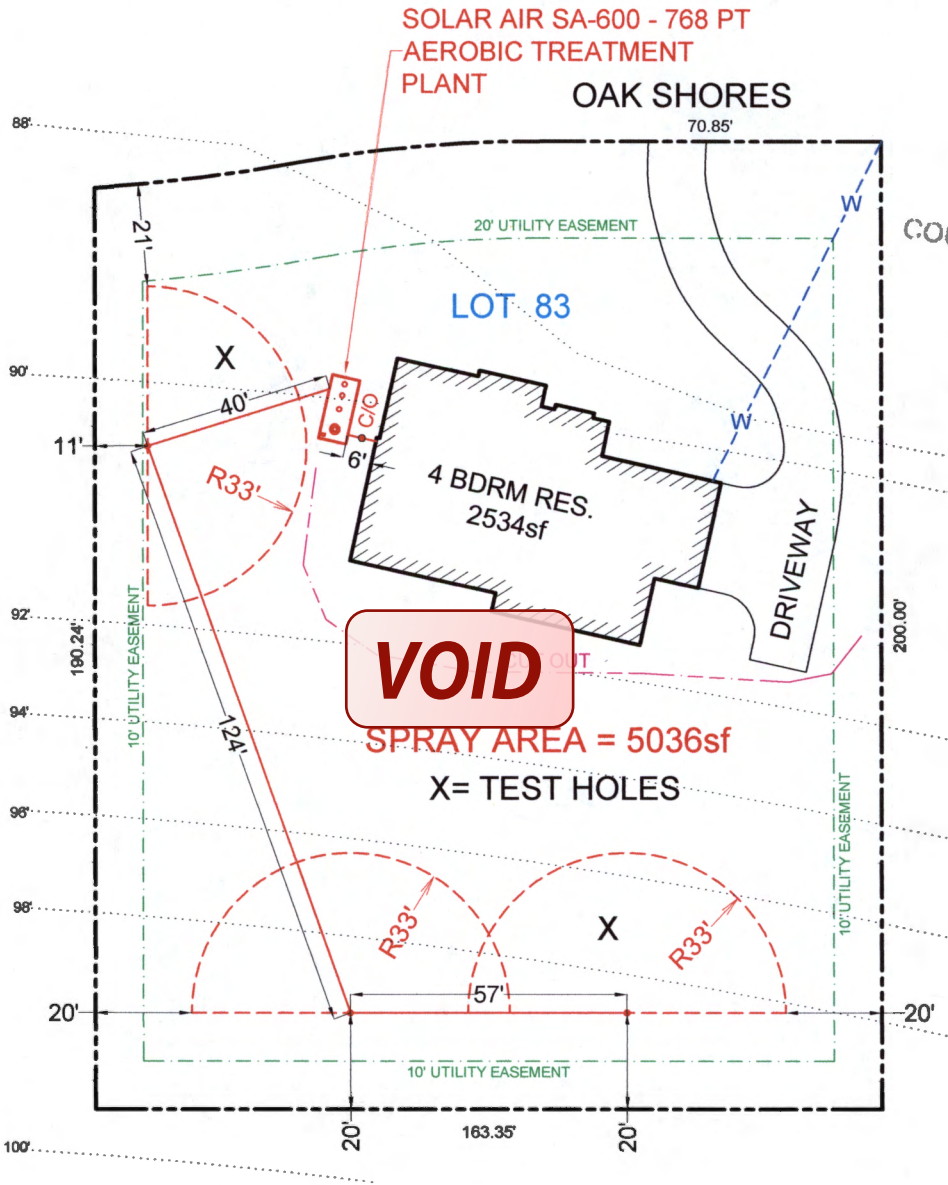 SOLAR AIR SA-600 - 768 PT
AEROBIC TREATMENT
PLANT
OAK SHORES
70.85'
88'
21'
20' UTILITY EASEMENT
W
LOT 83
X
90'
40'
C/O
W
11'
6'
R33'
4 BDRM RES.
2534sf
DRIVEWAY
92'
190.24'
10' UTILITY EASEMENT
200.00'
VOID
OUT
94'
124'
SPRAY AREA = 5036sf
X= TEST HOLES
96'
10' UTILITY EASEMENT
98'
R33'
X
R33'
57'
20'
20'
10' UTILITY EASEMENT
20'
163.35'
20'
100'